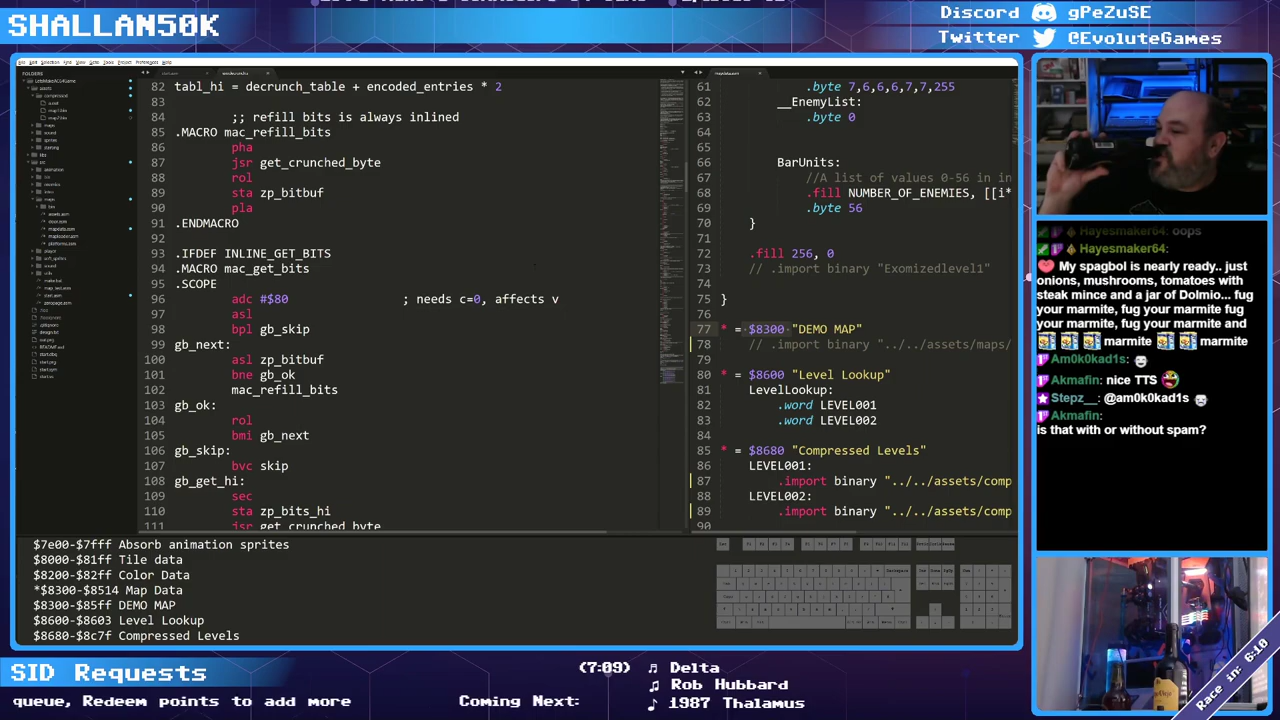 SHALLAN50K
Discord gPeZuSE
Twitter @EvoluteGames
FOLDERS
82 tabl_hi = decrunch_table + encoded_entries * 2
83
84 ;; refill bits is always inlined
85 .MACRO mac_refill_bits
86 pha
87 jsr get_crunched_byte
88 rol
89 sta zp_bitbuf
90 pla
91 .ENDMACRO
92
93 .IFDEF INLINE_GET_BITS
94 .MACRO mac_get_bits
95 .SCOPE
96 adc #$80 ; needs c=0, affects v
97 asl
98 bpl gb_skip
99 gb_next:
100 asl zp_bitbuf
101 bne gb_ok
102 mac_refill_bits
103 gb_ok:
104 rol
105 bmi gb_next
106 gb_skip:
107 bvc skip
108 gb_get_hi:
109 sec
110 sta zp_bits_hi
111 jsr get_crunched_byte
61 .byte 7,6,6,6,7,7,255
62 __EnemyList:
63 .byte 0
64
65
66 BarUnits:
67 //A list of values 0-56 in in
68 .fill NUMBER_OF_ENEMIES, [[i*
69 .byte 56
70 }
71
72 .fill 256, 0
73 // .import binary "Exomizedlevel1"
74
75 }
76
77 * = $8300 "DEMO MAP"
78 // .import binary "../../assets/maps/
79
80 * = $8600 "Level Lookup"
81 LevelLookup:
82 .word LEVEL001
83 .word LEVEL002
84
85 * = $8680 "Compressed Levels"
86 LEVEL001:
87 .import binary "../../assets/comp
88 LEVEL002:
89 .import binary "../../assets/comp
90
$7e00-$7fff Absorb animation sprites
$8000-$81ff Tile data
$8200-$82ff Color Data
*$8300-$8514 Map Data
$8300-$85ff DEMO MAP
$8600-$8603 Level Lookup
$8680-$8c7f Compressed Levels
Hayesmaker64: oops
Hayesmaker64:
My spagbol is nearly ready.. just
onions, mushrooms, tomatoes with
steak mince and a jar of Dolmio... fug
your marmite, fug your marmite, fug
your marmite, fug your marmite and
marmite marmite
Am0k0kad1s:
Akmafin: nice TTS
Stepz__: @am0k0kad1s
Akmafin:
is that with or without spam?
Race in: 6:10
SID Requests
queue, Redeem points to add more
(7:09)
Coming Next:
Delta
Rob Hubbard
1987 Thalamus